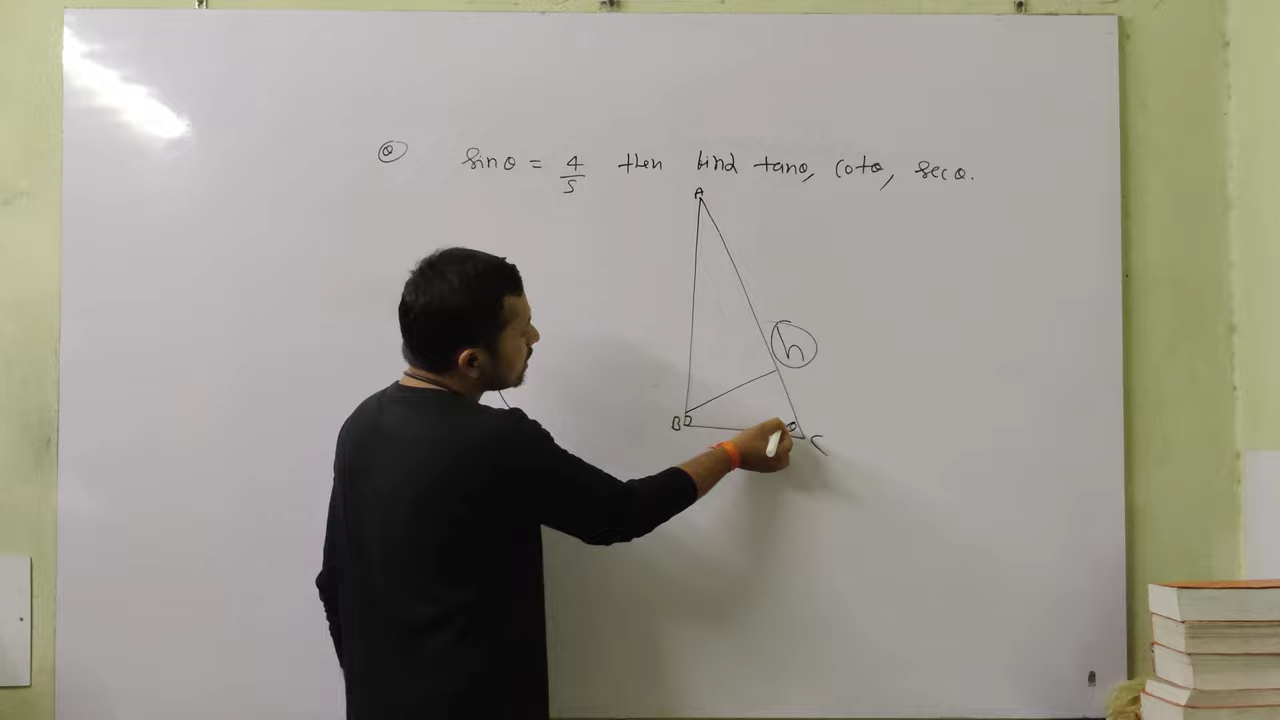 Q sinθ = 4/5 then find tanθ, cotθ, secθ.
A
h
B
θ
C